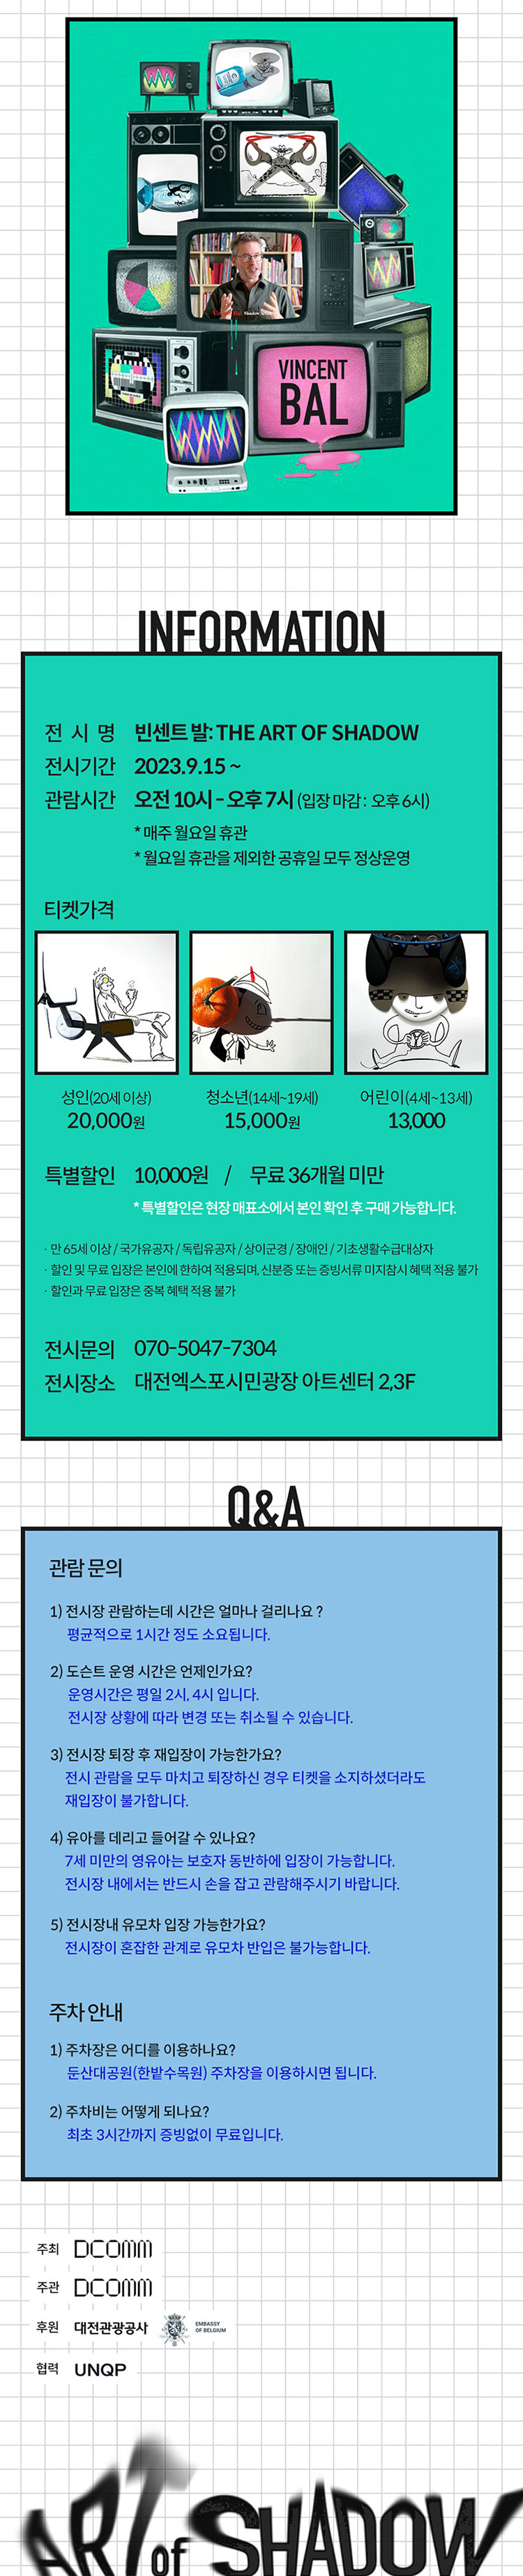 VINCENT
BAL
INFORMATION
전 시 명 빈센트 발: THE ART OF SHADOW
전시기간 2023.9.15 ~
관람시간 오전 10시 - 오후 7시 (입장 마감 : 오후 6시)
* 매주 월요일 휴관
* 월요일 휴관을 제외한 공휴일 모두 정상운영
티켓가격
성인(20세 이상) 청소년(14세~19세) 어린이(4세~13세)
20,000원 15,000원 13,000
특별할인 10,000원 / 무료 36개월 미만
* 특별할인은 현장 매표소에서 본인 확인 후 구매 가능합니다.
· 만 65세 이상 / 국가유공자 / 독립유공자 / 상이군경 / 장애인 / 기초생활수급대상자
· 할인 및 무료 입장은 본인에 한하여 적용되며, 신분증 또는 증빙서류 미지참시 혜택 적용 불가
· 할인과 무료 입장은 중복 혜택 적용 불가
전시문의 070-5047-7304
전시장소 대전엑스포시민광장 아트센터 2,3F
Q&A
관람 문의
1) 전시장 관람하는데 시간은 얼마나 걸리나요 ?
평균적으로 1시간 정도 소요됩니다.
2) 도슨트 운영 시간은 언제인가요?
운영시간은 평일 2시, 4시 입니다.
전시장 상황에 따라 변경 또는 취소될 수 있습니다.
3) 전시장 퇴장 후 재입장이 가능한가요?
전시 관람을 모두 마치고 퇴장하신 경우 티켓을 소지하셨더라도
재입장이 불가합니다.
4) 유아를 데리고 들어갈 수 있나요?
7세 미만의 영유아는 보호자 동반하에 입장이 가능합니다.
전시장 내에서는 반드시 손을 잡고 관람해주시기 바랍니다.
5) 전시장내 유모차 입장 가능한가요?
전시장이 혼잡한 관계로 유모차 반입은 불가능합니다.
주차 안내
1) 주차장은 어디를 이용하나요?
둔산대공원(한밭수목원) 주차장을 이용하시면 됩니다.
2) 주차비는 어떻게 되나요?
최초 3시간까지 증빙없이 무료입니다.
주최 DCOMM
주관 DCOMM
후원 대전관광공사 EMBASSY
OF BELGIUM
협력 UNQP
ART of SHADOW